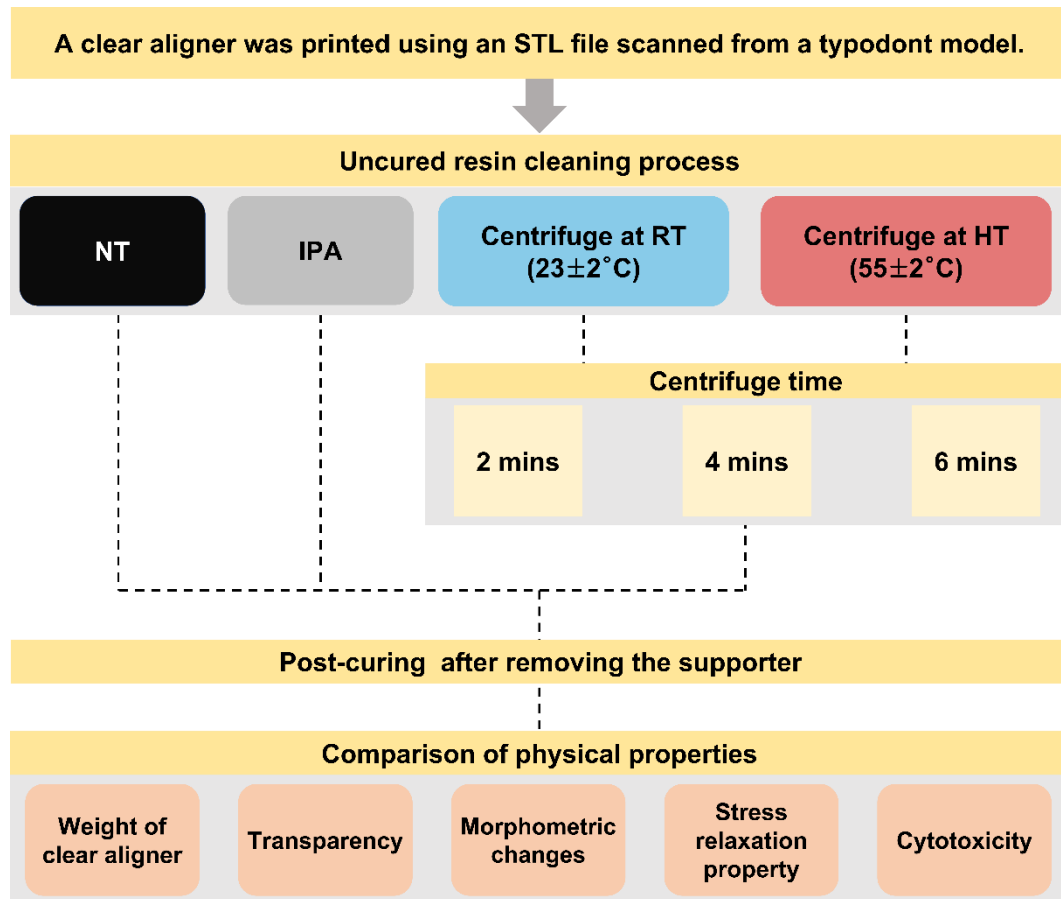 A clear aligner was printed using an STL file scanned from a typodont model.
Uncured resin cleaning process
NT
IPA
Centrifuge at RT
(23±2˚C)
Centrifuge at HT
(55±2˚C)
Centrifuge time
2 mins
4 mins
6 mins
Post-curing after removing the supporter
Comparison of physical properties
Weight of
clear aligner
Transparency
Morphometric
changes
Stress
relaxation
property
Cytotoxicity